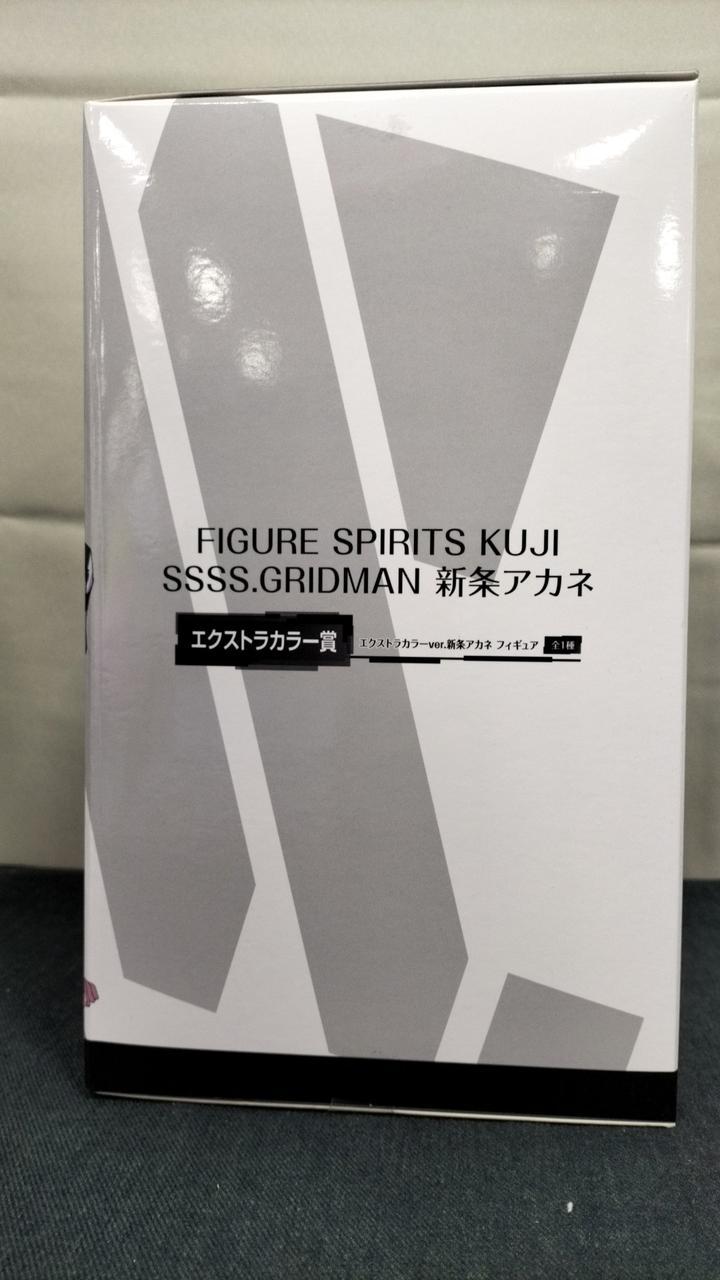 FIGURE SPIRITS KUJI
SSSS.GRIDMAN 新条アカネ
エクストラカラー賞 エクストラカラーver.新条アカネ フィギュア 全1種